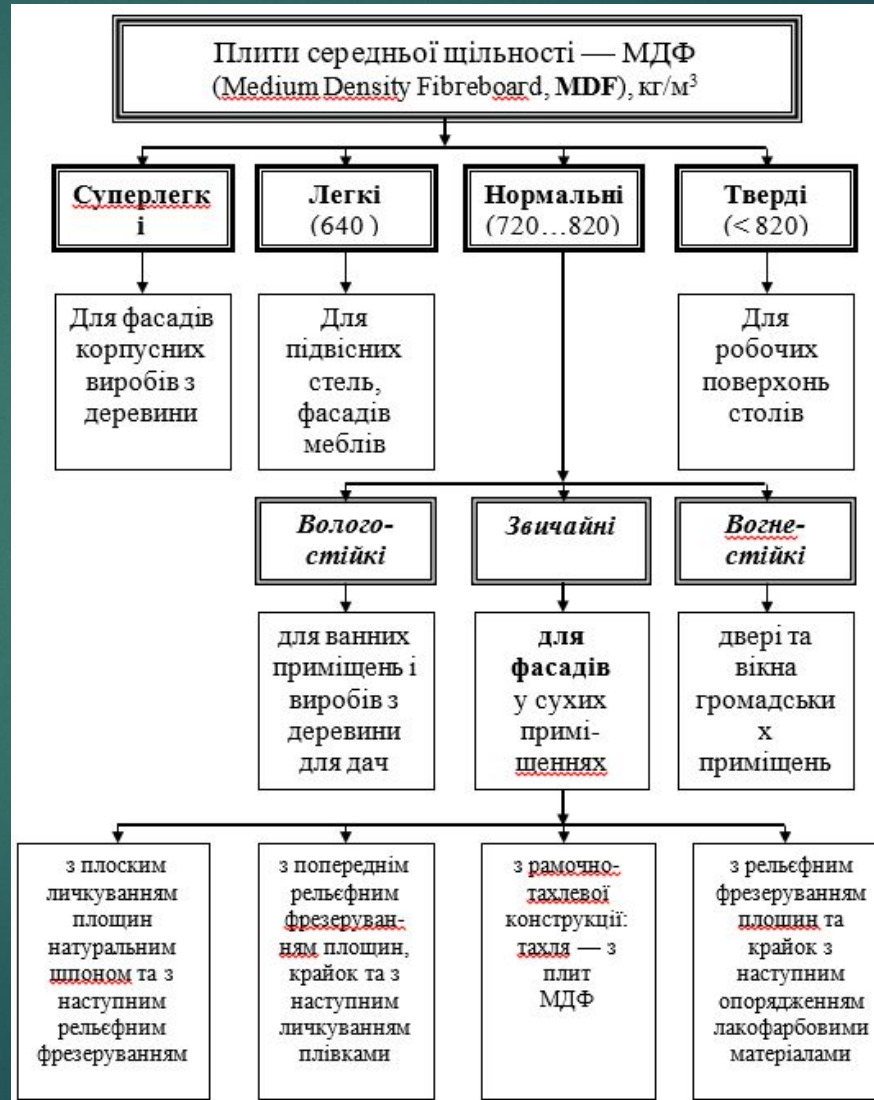 Плити середньої щільності — МДФ
(Medium Density Fibreboard, MDF), кг/м³
Суперлегк
і
Легкі
(640 )
Нормальні
(720…820)
Тверді
(< 820)
Для фасадів
корпусних
виробів з
деревини
Для
підвісних
стель,
фасадів
меблів
Для
робочих
поверхонь
столів
Волого-
стійкі
Звичайні
Вогне-
стійкі
для ванних
приміщень і
виробів з
деревини
для дач
для
фасадів
у сухих
примі-
щеннях
двері та
вікна
громадськи
х
приміщень
з плоским
личкуванням
площин
натуральним
шпоном та з
наступним
рельєфним
фрезеруванням
з попереднім
рельєфним
фрезеруван-
ням площин,
крайок та з
наступним
личкуванням
плівками
з рамочно-
тахлевої
конструкції:
тахля — з
плит
МДФ
з рельєфним
фрезеруванням
площин та
крайок з
наступним
опорядженням
лакофарбовими
матеріалами